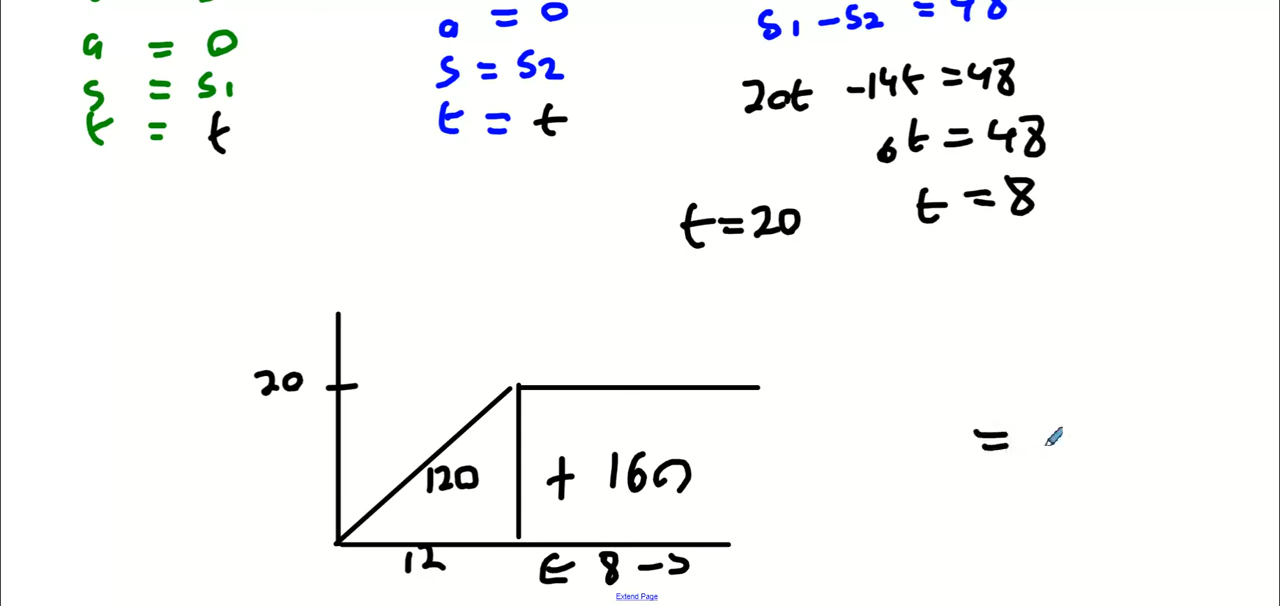 a = 0
s = s1
t = t
a = 0
s = s2
t = t
s1 - s2 = 48
20t - 14t = 48
6t = 48
t = 8
t = 20
20
120 + 160 =
12 ← 8 →
Extend Page